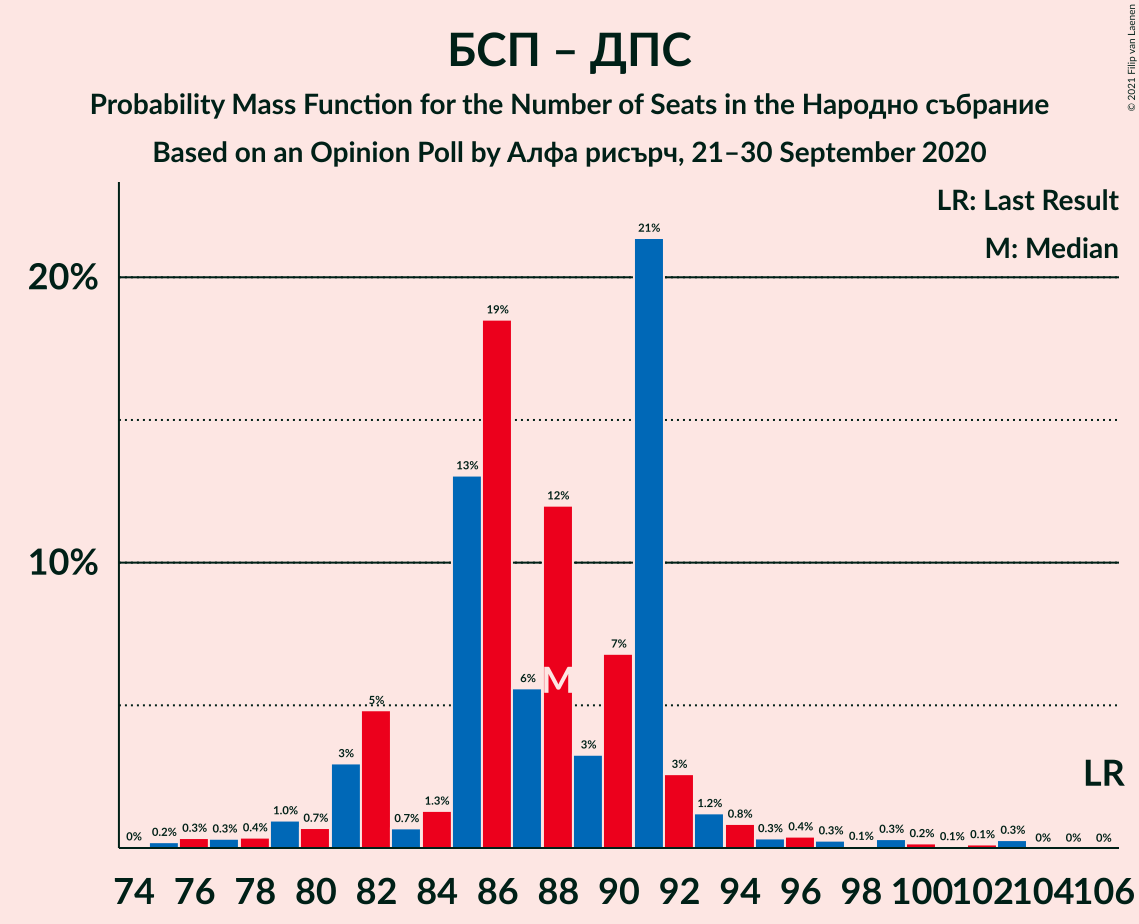 БСП – ДПС
Probability Mass Function for the Number of Seats in the Народно събрание
Based on an Opinion Poll by Алфа рисърч, 21–30 September 2020
© 2021 Filip van Laenen
LR: Last Result
M: Median
20%
10%
0% 0.2% 0.3% 0.3% 0.4% 1.0% 0.7% 3% 5% 0.7% 1.3% 13% 19% 6% 12% 3% 7% 21% 3% 1.2% 0.8% 0.3% 0.4% 0.3% 0.1% 0.3% 0.2% 0.1% 0.1% 0.3% 0% 0% 0%
M
LR
74 76 78 80 82 84 86 88 90 92 94 96 98 100 102 104 106